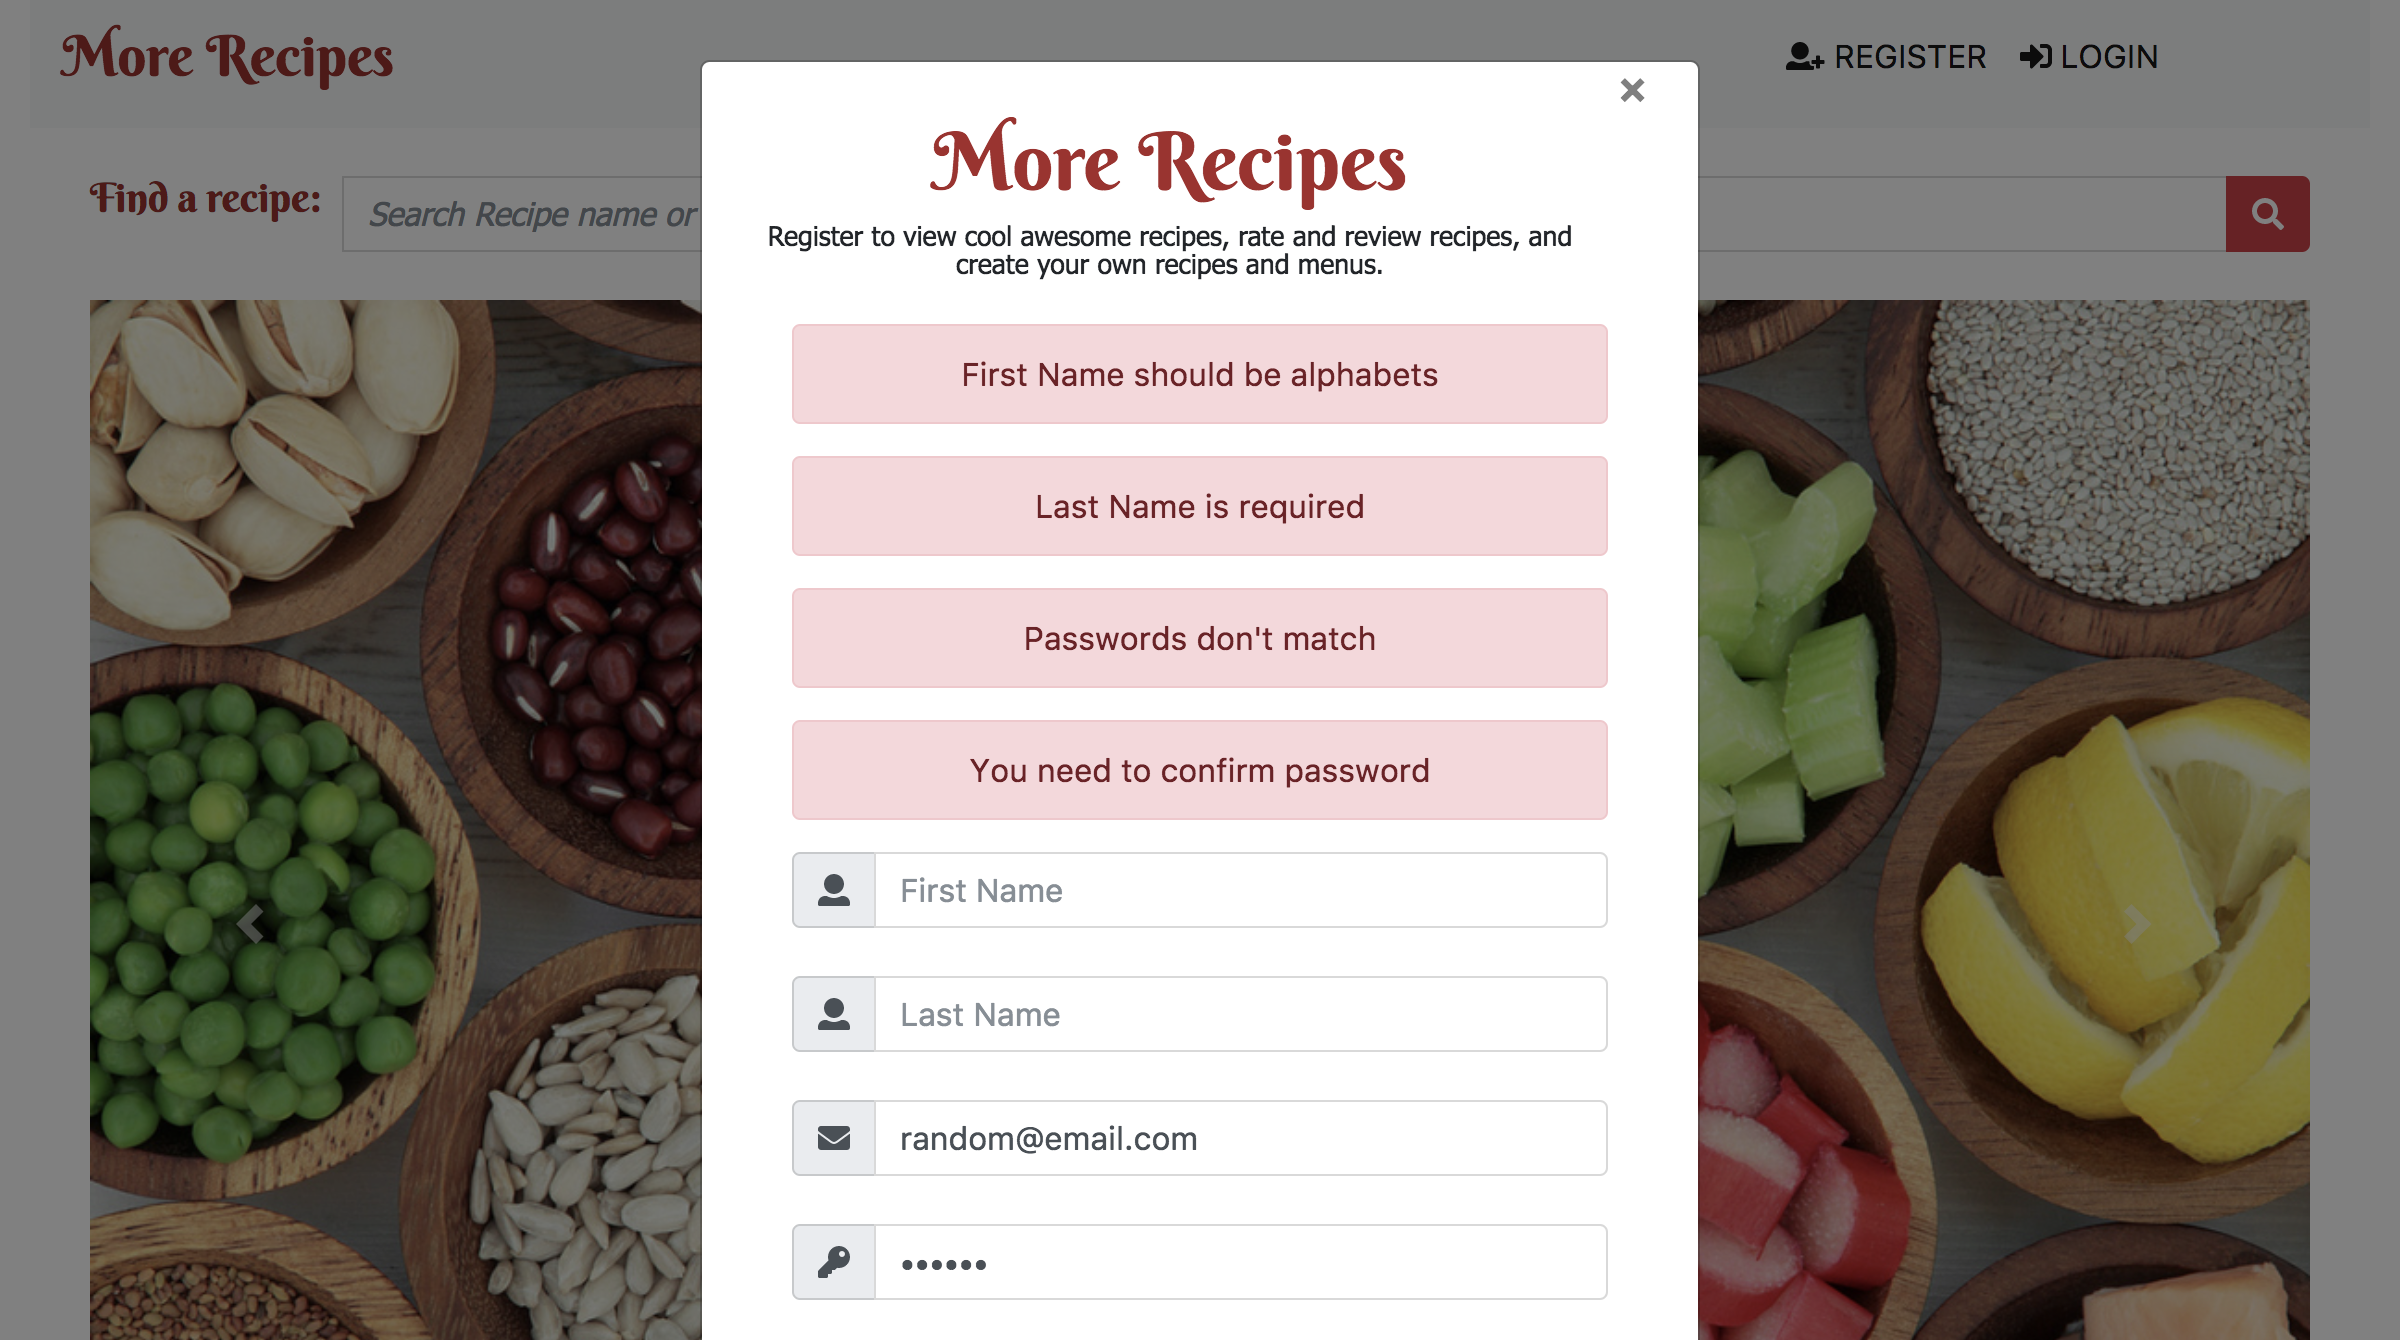 More Recipes
REGISTER
LOGIN
Find a recipe:
Search Recipe name or
More Recipes
Register to view cool awesome recipes, rate and review recipes, and
create your own recipes and menus.
First Name should be alphabets
Last Name is required
Passwords don't match
You need to confirm password
First Name
Last Name
random@email.com
••••••